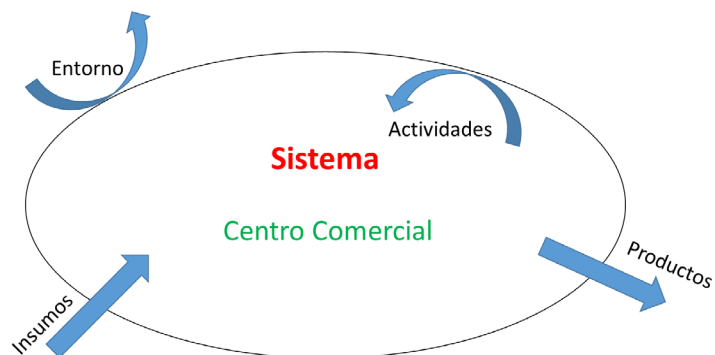 Entorno
Actividades
Sistema
Centro Comercial
Productos
Insumos